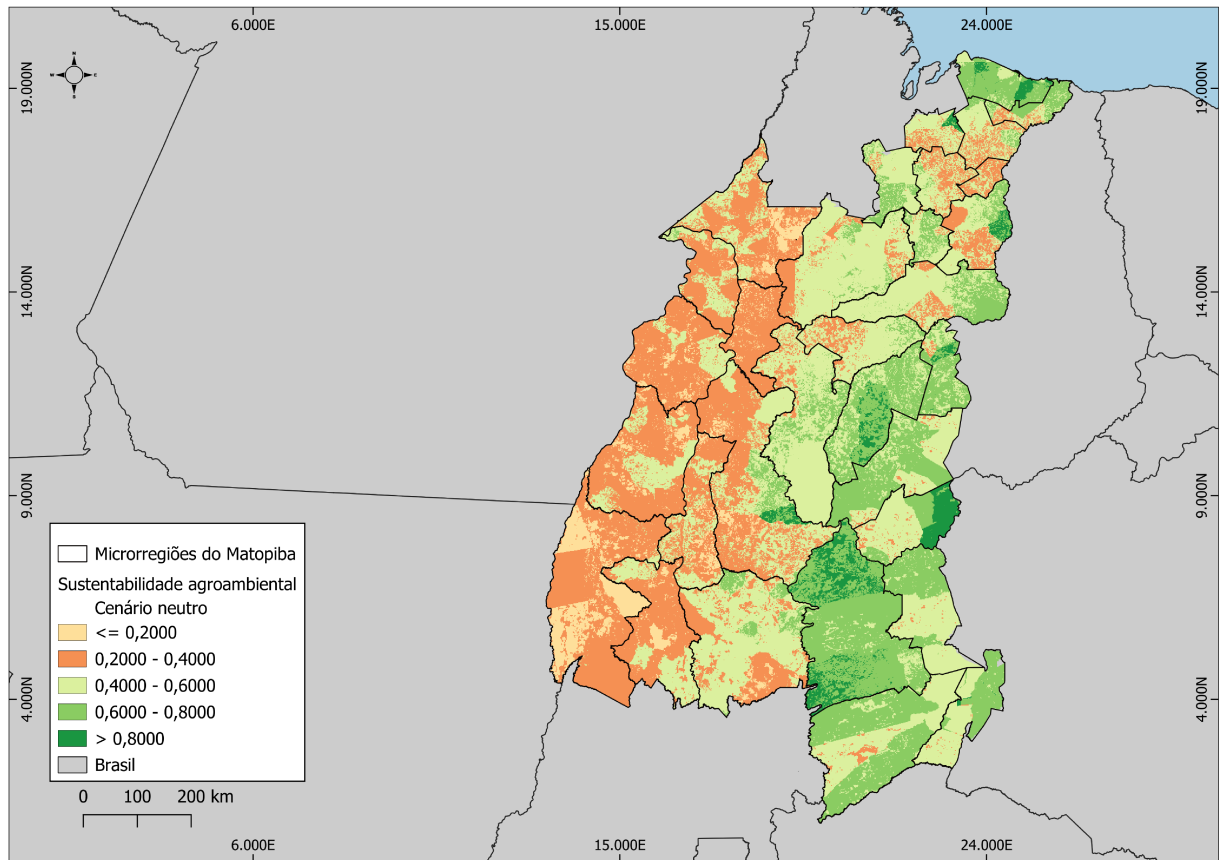 6.000E
15.000E
24.000E
N
W
E
S
19.000N
19.000N
14.000N
14.000N
9.000N
9.000N
4.000N
4.000N
Microrregiões do Matopiba
Sustentabilidade agroambiental
Cenário neutro
<= 0,2000
0,2000 - 0,4000
0,4000 - 0,6000
0,6000 - 0,8000
> 0,8000
Brasil
0 100 200 km
6.000E
15.000E
24.000E